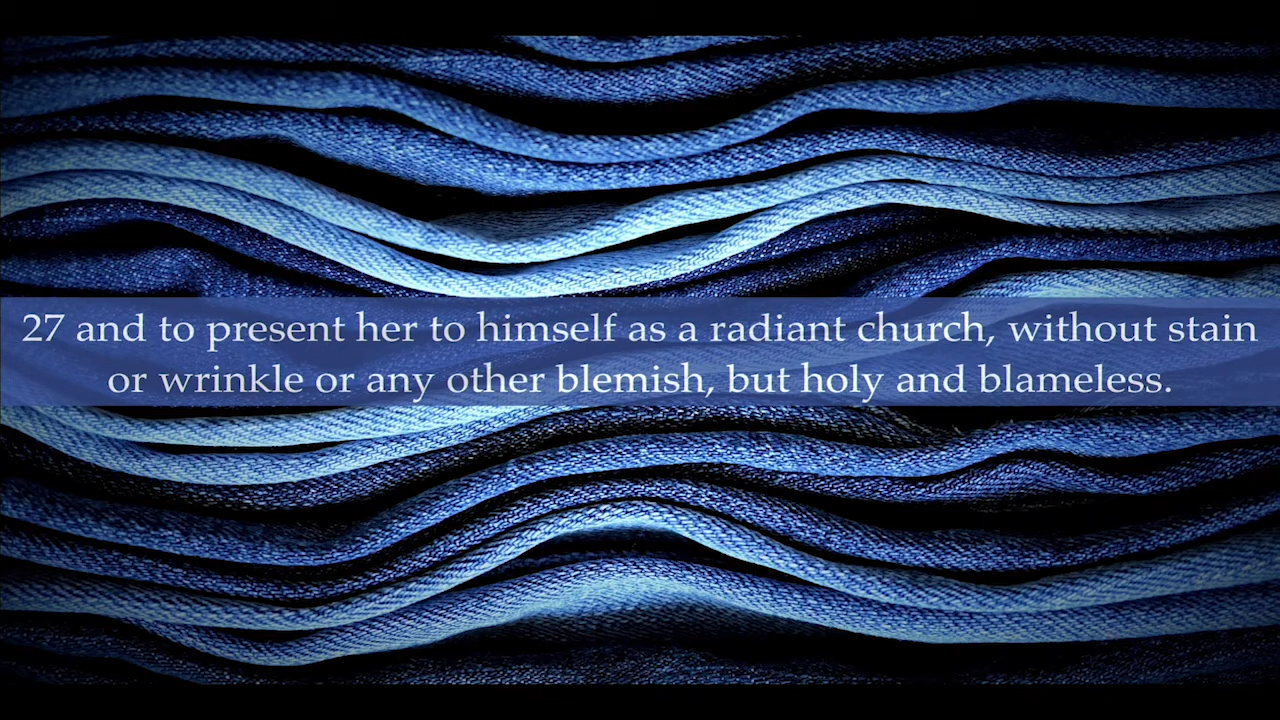 27 and to present her to himself as a radiant church, without stain
or wrinkle or any other blemish, but holy and blameless.